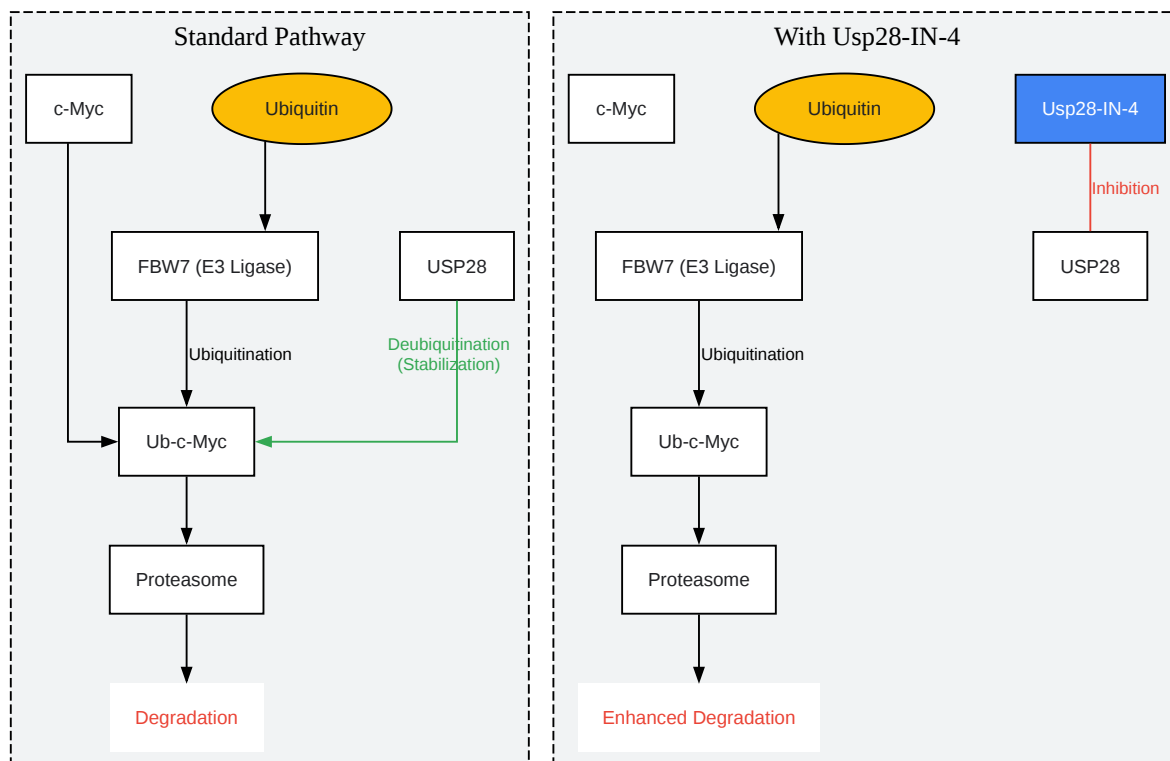 Standard Pathway
c-Myc
Ubiquitin
FBW7 (E3 Ligase)
USP28
Ubiquitination
Deubiquitination
(Stabilization)
Ub-c-Myc
Proteasome
Degradation
With Usp28-IN-4
c-Myc
Ubiquitin
Usp28-IN-4
Inhibition
FBW7 (E3 Ligase)
USP28
Ubiquitination
Ub-c-Myc
Proteasome
Enhanced Degradation